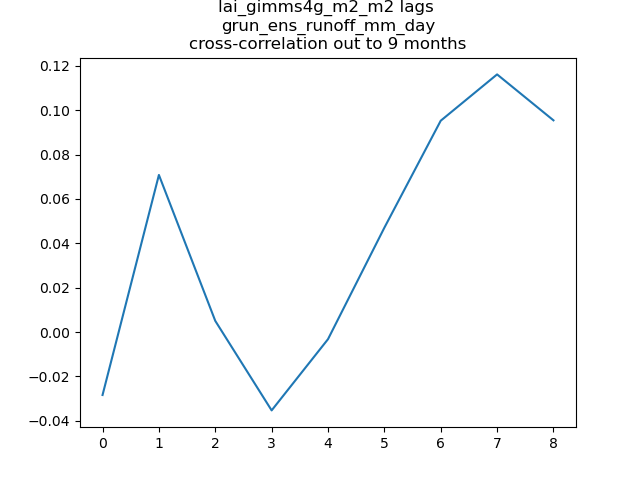 lai_gimms4g_m2_m2 lags
grun_ens_runoff_mm_day
cross-correlation out to 9 months
0.12
0.10
0.08
0.06
0.04
0.02
0.00
−0.02
−0.04
0 1 2 3 4 5 6 7 8